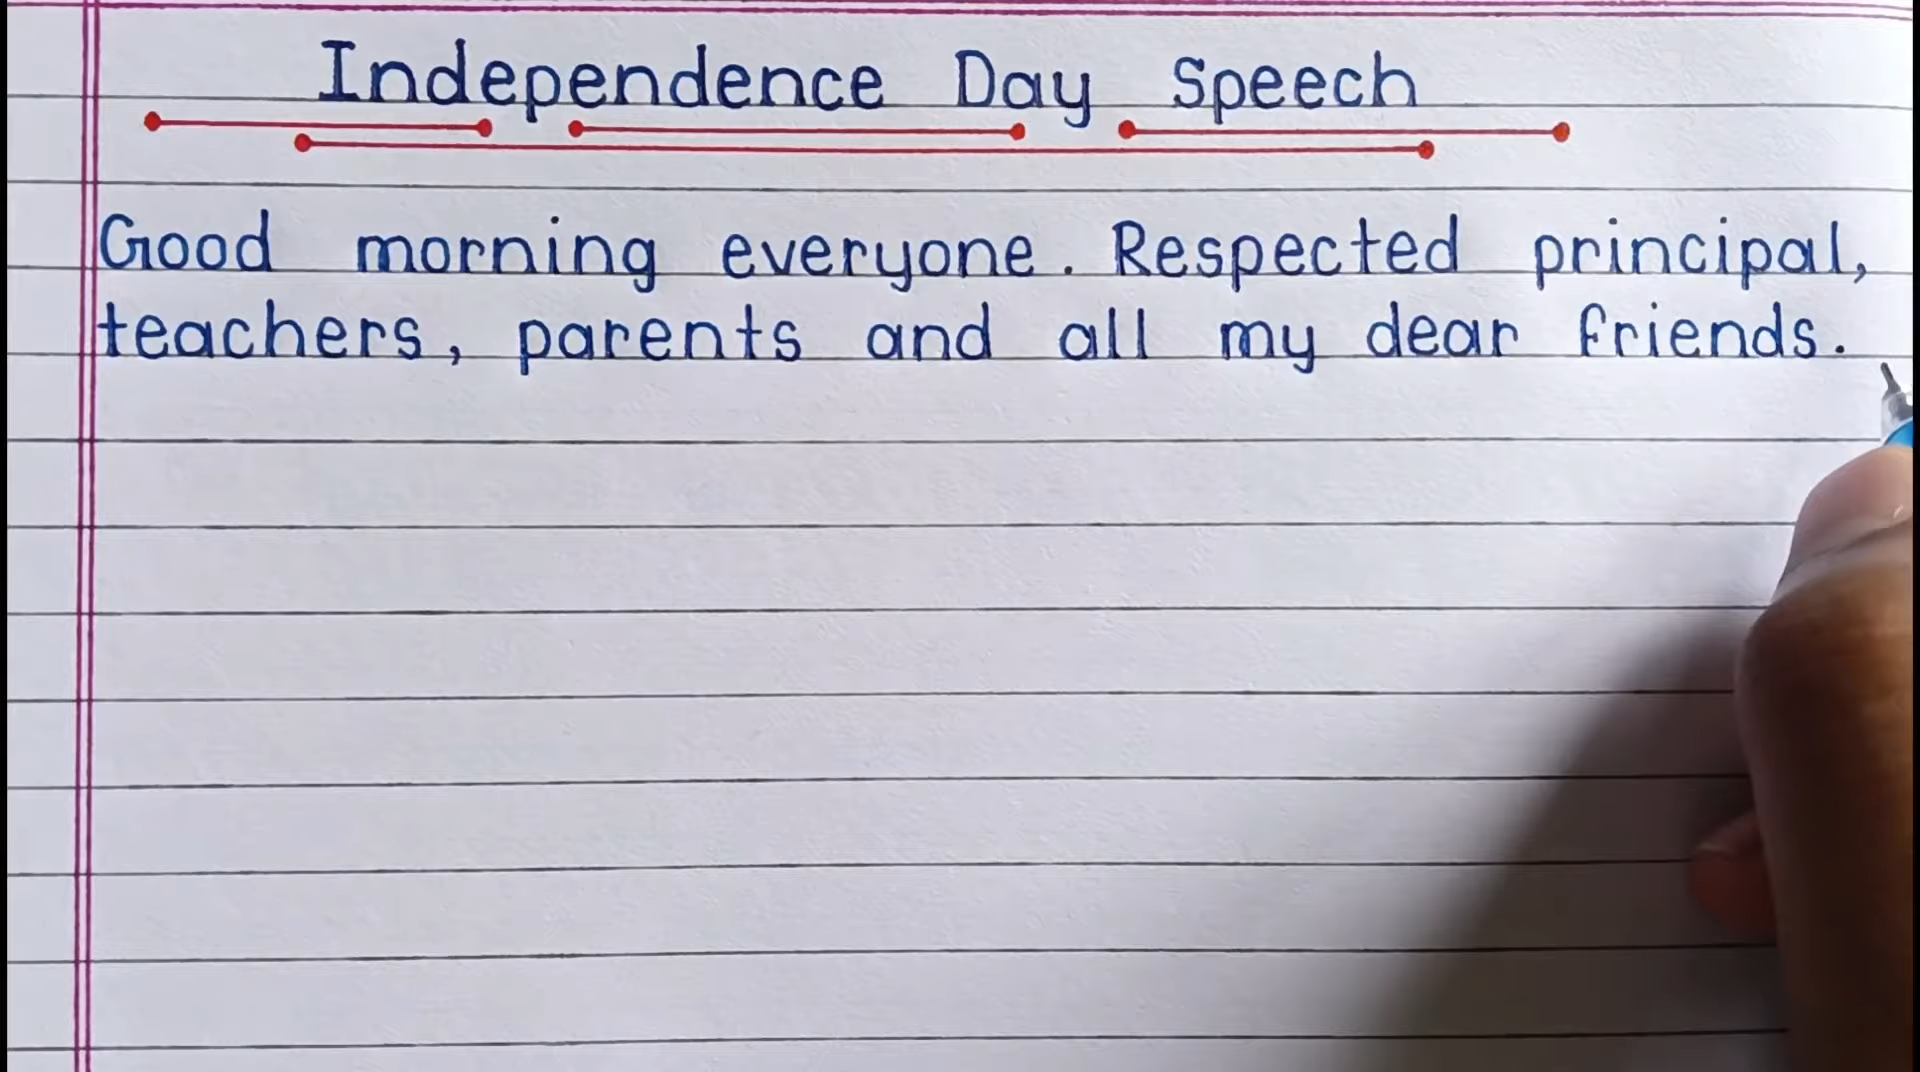 Independence Day Speech
Good morning everyone. Respected principal,
teachers, parents and all my dear friends.